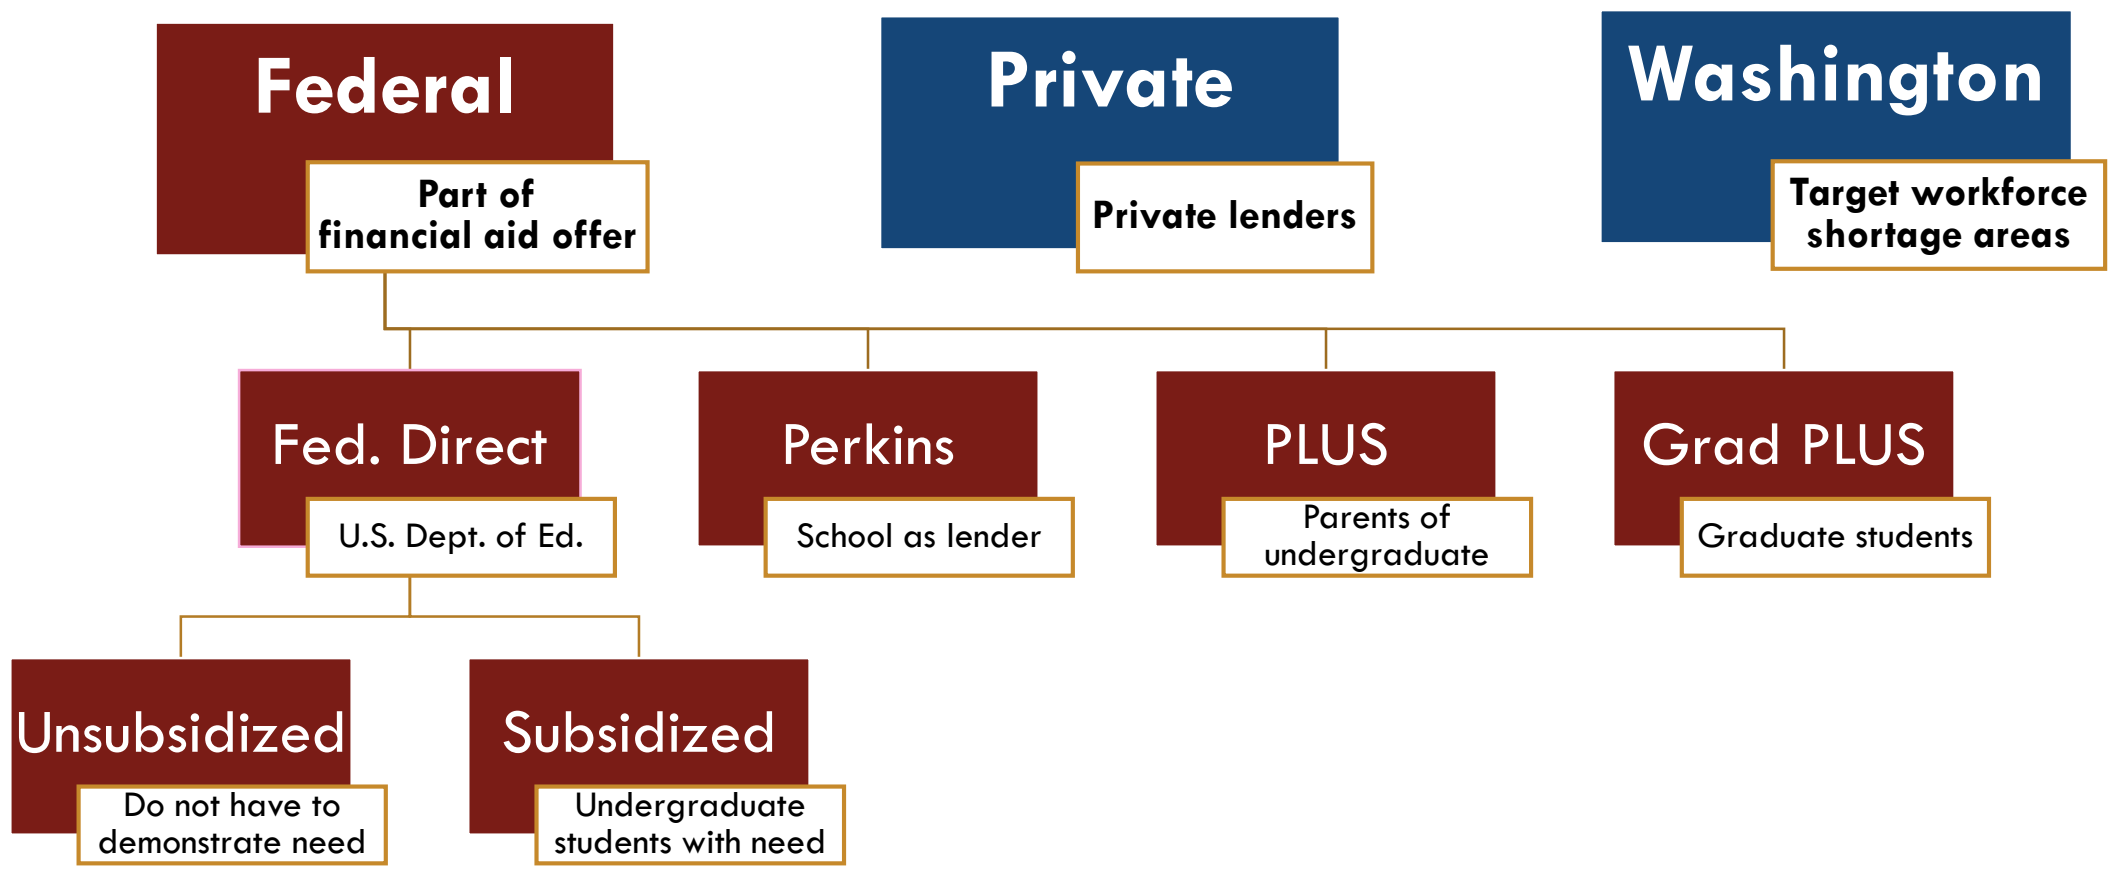 Federal
Part of
financial aid offer
Private
Private lenders
Washington
Target workforce
shortage areas
Fed. Direct
U.S. Dept. of Ed.
Perkins
School as lender
PLUS
Parents of
undergraduate
Grad PLUS
Graduate students
Unsubsidized
Do not have to
demonstrate need
Subsidized
Undergraduate
students with need